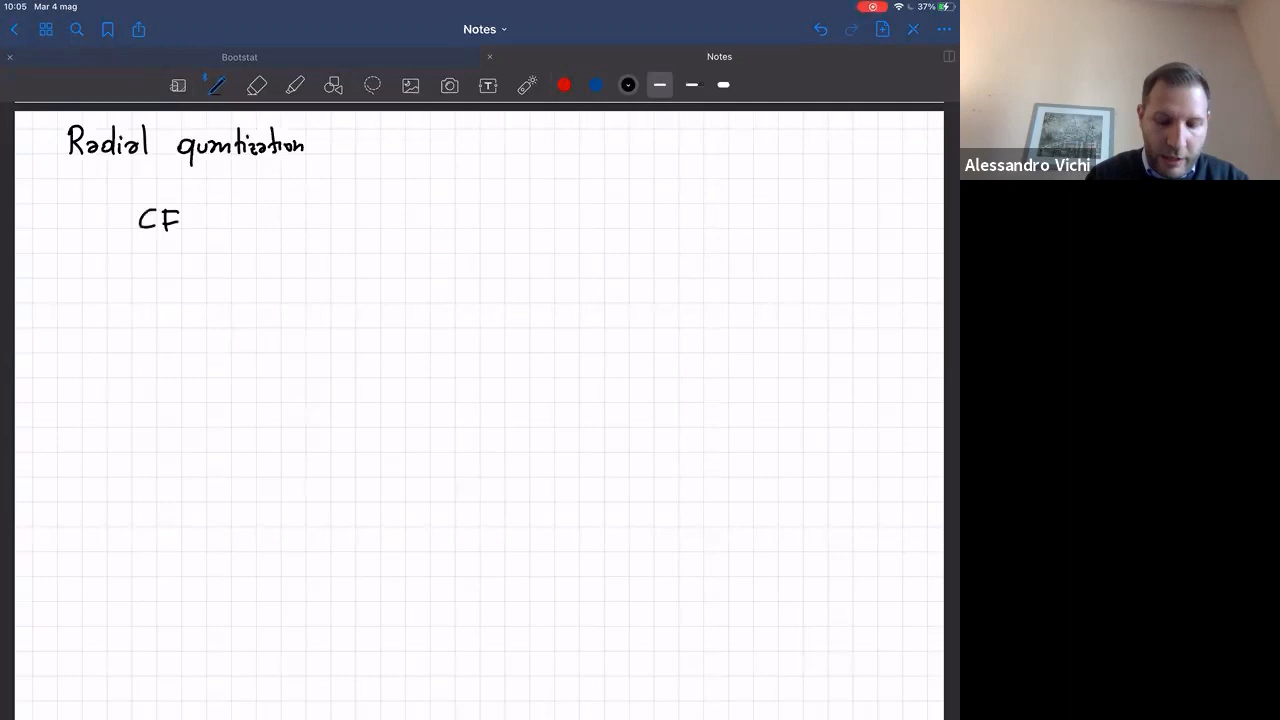 10:05 Mar 4 mag 37%
Notes
Bootstat Notes
T
Alessandro Vichi
Radial quantization
CF